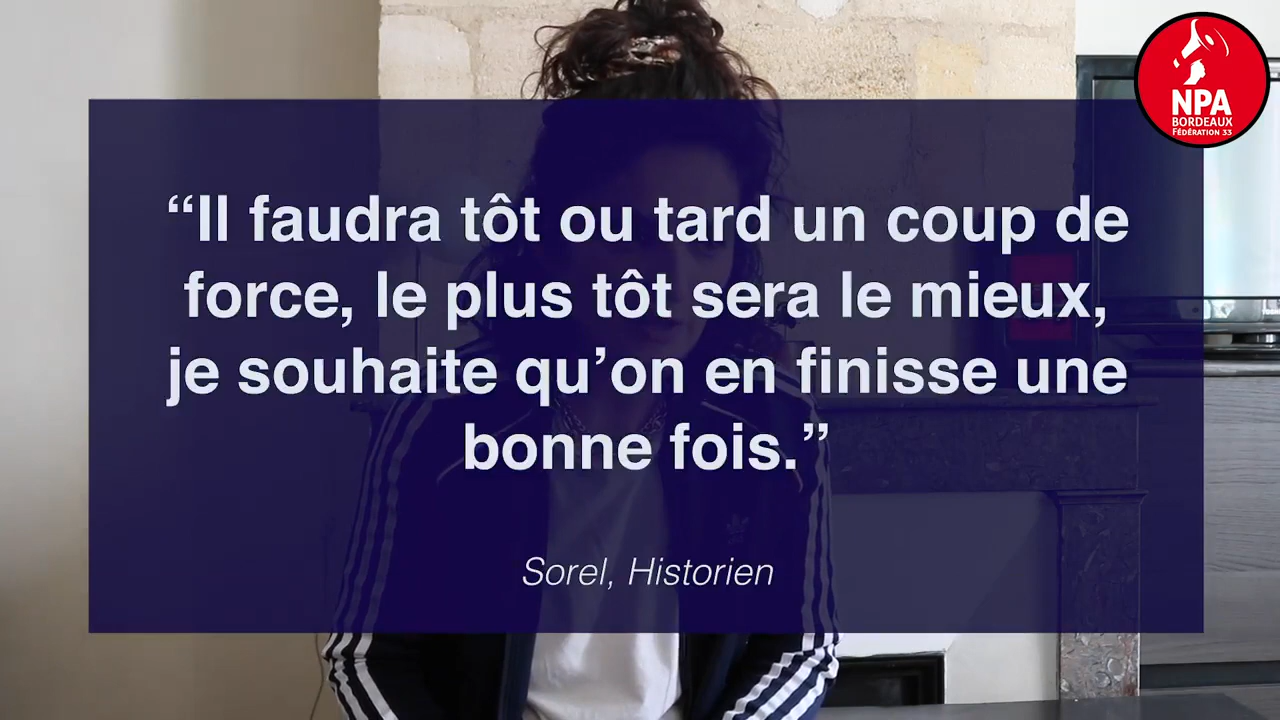 NPA
BORDEAUX
FÉDÉRATION 33
“Il faudra tôt ou tard un coup de
force, le plus tôt sera le mieux,
je souhaite qu’on en finisse une
bonne fois.”
Sorel, Historien